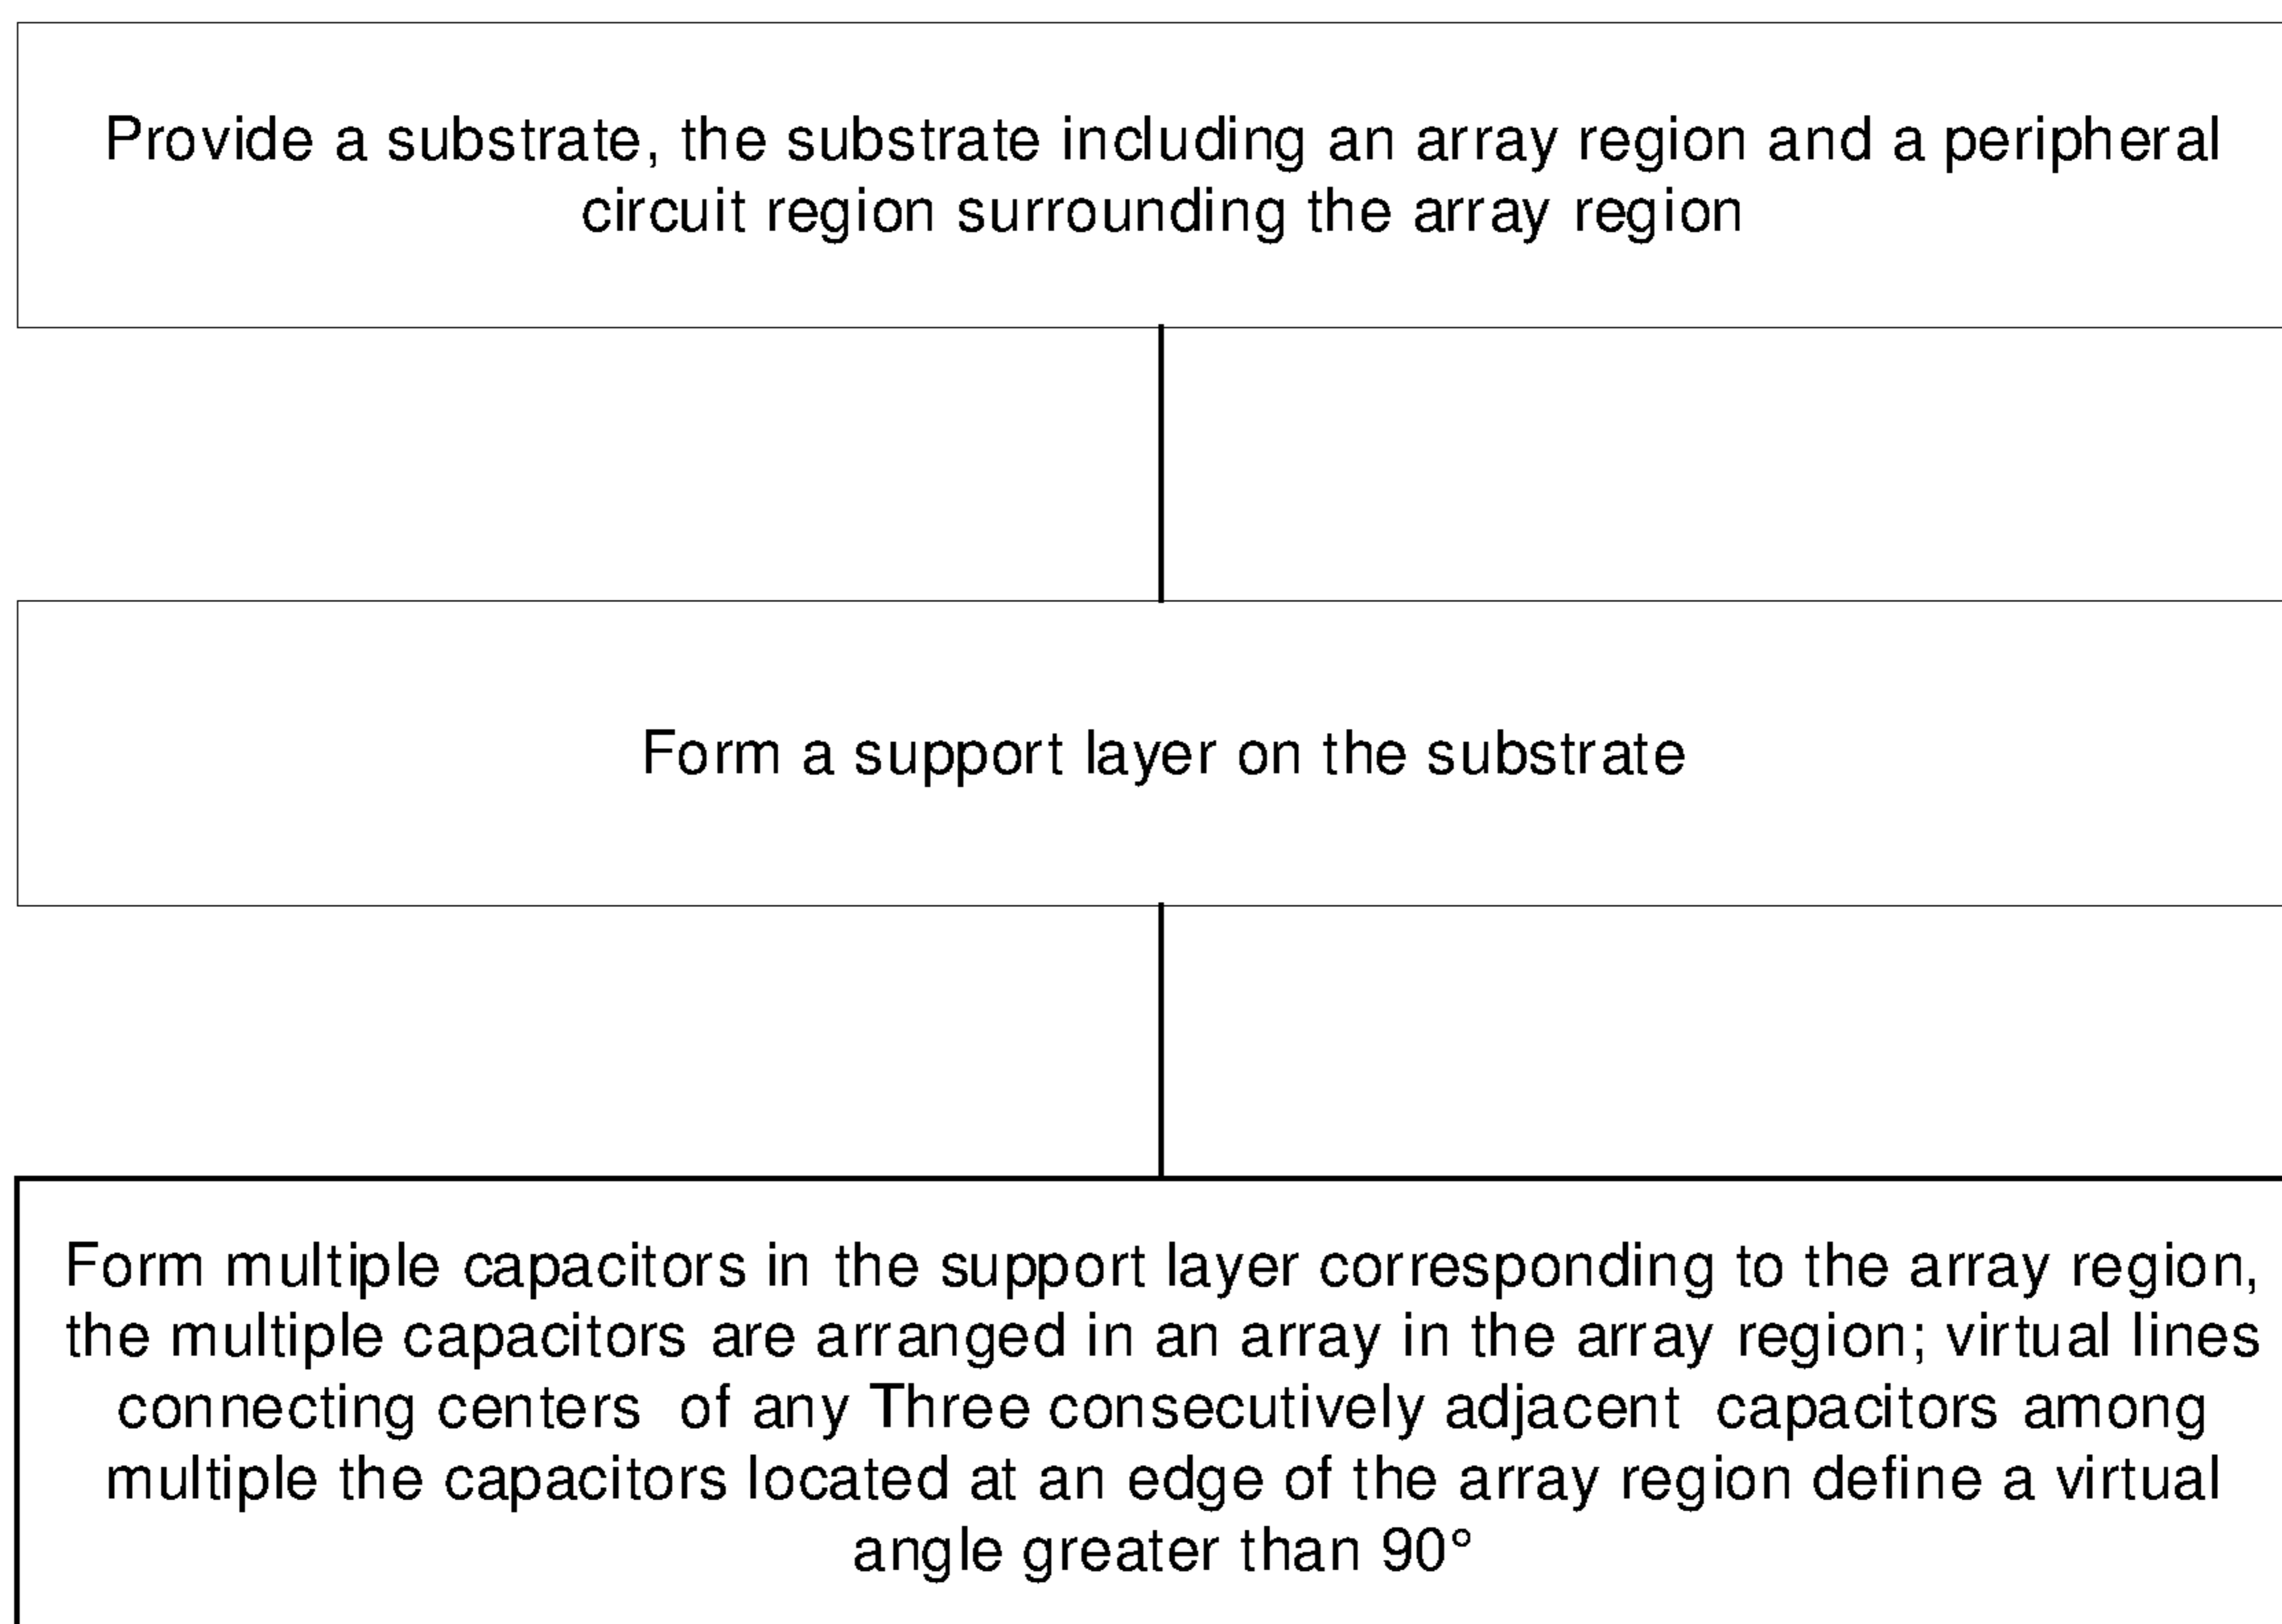 Provide a substrate, the substrate including an array region and a peripheral
circuit region surrounding the array region
Form a support layer on the substrate
Form multiple capacitors in the support layer corresponding to the array region,
the multiple capacitors are arranged in an array in the array region; virtual lines
connecting centers of any Three consecutively adjacent capacitors among
multiple the capacitors located at an edge of the array region define a virtual
angle greater than 90°